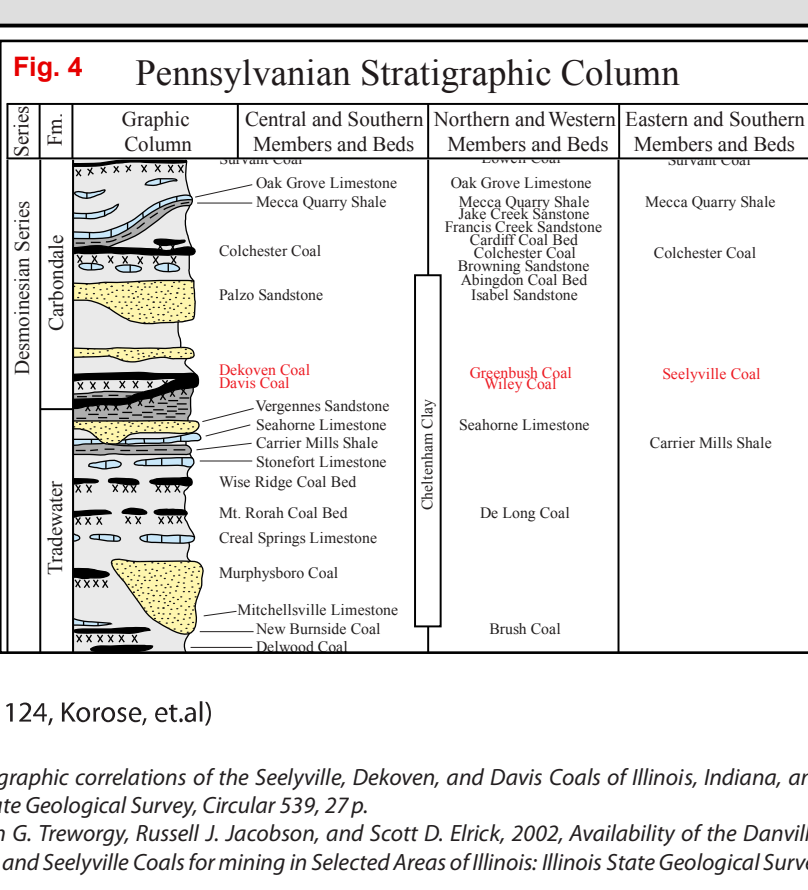 Fig. 4
Pennsylvanian Stratigraphic Column
Series
Fm.
Graphic
Column
Central and Southern
Members and Beds
Northern and Western
Members and Beds
Eastern and Southern
Members and Beds
Desmoinesian Series
Carbondale
Tradewater
Survant Coal
Oak Grove Limestone
Mecca Quarry Shale
Colchester Coal
Palzo Sandstone
Dekoven Coal
Davis Coal
Vergennes Sandstone
Seahorne Limestone
Carrier Mills Shale
Stonefort Limestone
Wise Ridge Coal Bed
Mt. Rorah Coal Bed
Creal Springs Limestone
Murphysboro Coal
Mitchellsville Limestone
New Burnside Coal
Delwood Coal
Cheltenham Clay
Lowell Coal
Oak Grove Limestone
Mecca Quarry Shale
Jake Creek Sanstone
Francis Creek Sandstone
Cardiff Coal Bed
Colchester Coal
Browning Sandstone
Abingdon Coal Bed
Isabel Sandstone
Greenbush Coal
Wiley Coal
Seahorne Limestone
De Long Coal
Brush Coal
Survant Coal
Mecca Quarry Shale
Colchester Coal
Seelyville Coal
Carrier Mills Shale
124, Korose, et.al)
graphic correlations of the Seelyville, Dekoven, and Davis Coals of Illinois, Indiana, an
ate Geological Survey, Circular 539, 27 p.
n G. Treworgy, Russell J. Jacobson, and Scott D. Elrick, 2002, Availability of the Danvill
and Seelyville Coals for mining in Selected Areas of Illinois: Illinois State Geological Surve